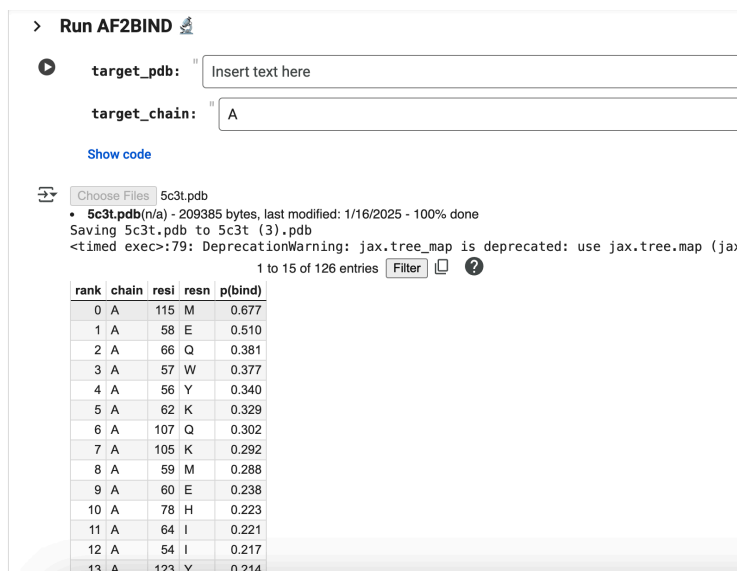 Run AF2BIND 🔬
target_pdb: " Insert text here
target_chain: " A
Show code
Choose Files 5c3t.pdb
• 5c3t.pdb(n/a) - 209385 bytes, last modified: 1/16/2025 - 100% done
Saving 5c3t.pdb to 5c3t (3).pdb
<timed exec>:79: DeprecationWarning: jax.tree_map is deprecated: use jax.tree.map (jax
1 to 15 of 126 entries Filter ?
rank chain resi resn p(bind)
0 A 115 M 0.677
1 A 58 E 0.510
2 A 66 Q 0.381
3 A 57 W 0.377
4 A 56 Y 0.340
5 A 62 K 0.329
6 A 107 Q 0.302
7 A 105 K 0.292
8 A 59 M 0.288
9 A 60 E 0.238
10 A 78 H 0.223
11 A 64 I 0.221
12 A 54 I 0.217
13 A 123 Y 0.214